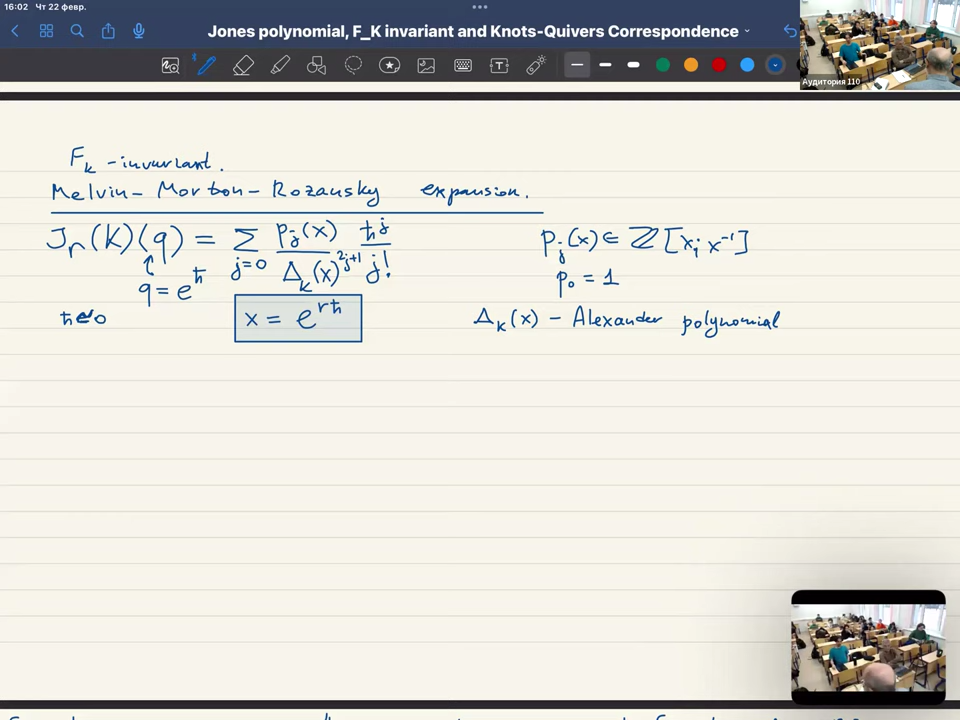 16:02 Чт 22 февр.
Jones polynomial, F_K invariant and Knots-Quivers Correspondence
Аудитория 110
F_K - invariant.
Melvin - Morton - Rozansky expansion.
J_r(K)(q) = ∑_{j=0} p_j(x)/Δ_K(x)^{2j+1} ħ^j/j!
p_j(x) ∈ ℤ[x; x^{-1}]
q = e^ħ
p_0 = 1
ħ→0
x = e^{rħ}
Δ_K(x) - Alexander polynomial